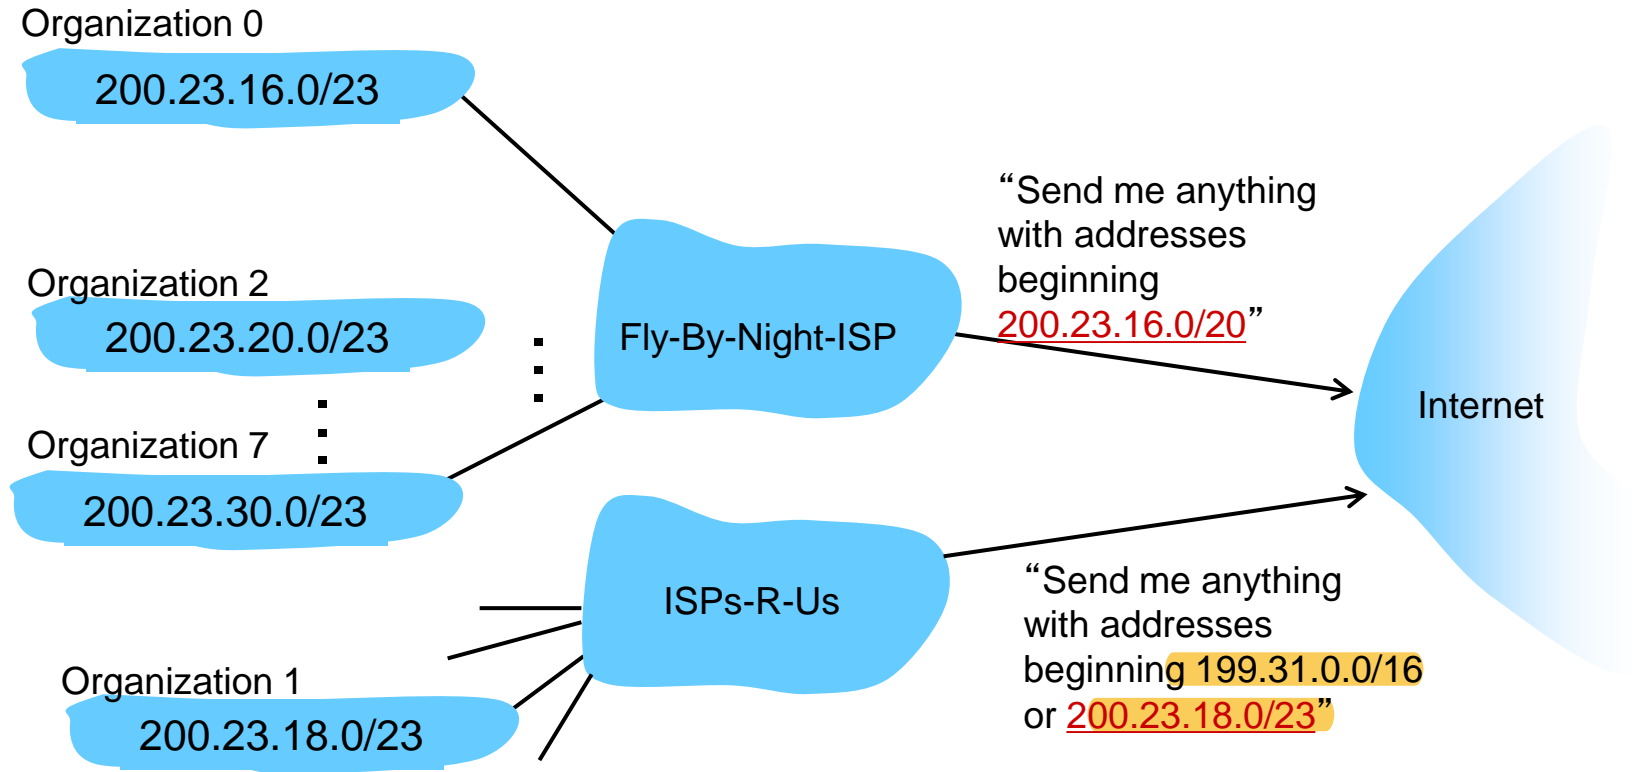 Organization 0
200.23.16.0/23
Organization 2
200.23.20.0/23
Organization 7
200.23.30.0/23
Fly-By-Night-ISP
“Send me anything
with addresses
beginning
200.23.16.0/20”
Internet
ISPs-R-Us
Organization 1
200.23.18.0/23
“Send me anything
with addresses
beginning 199.31.0.0/16
or 200.23.18.0/23”